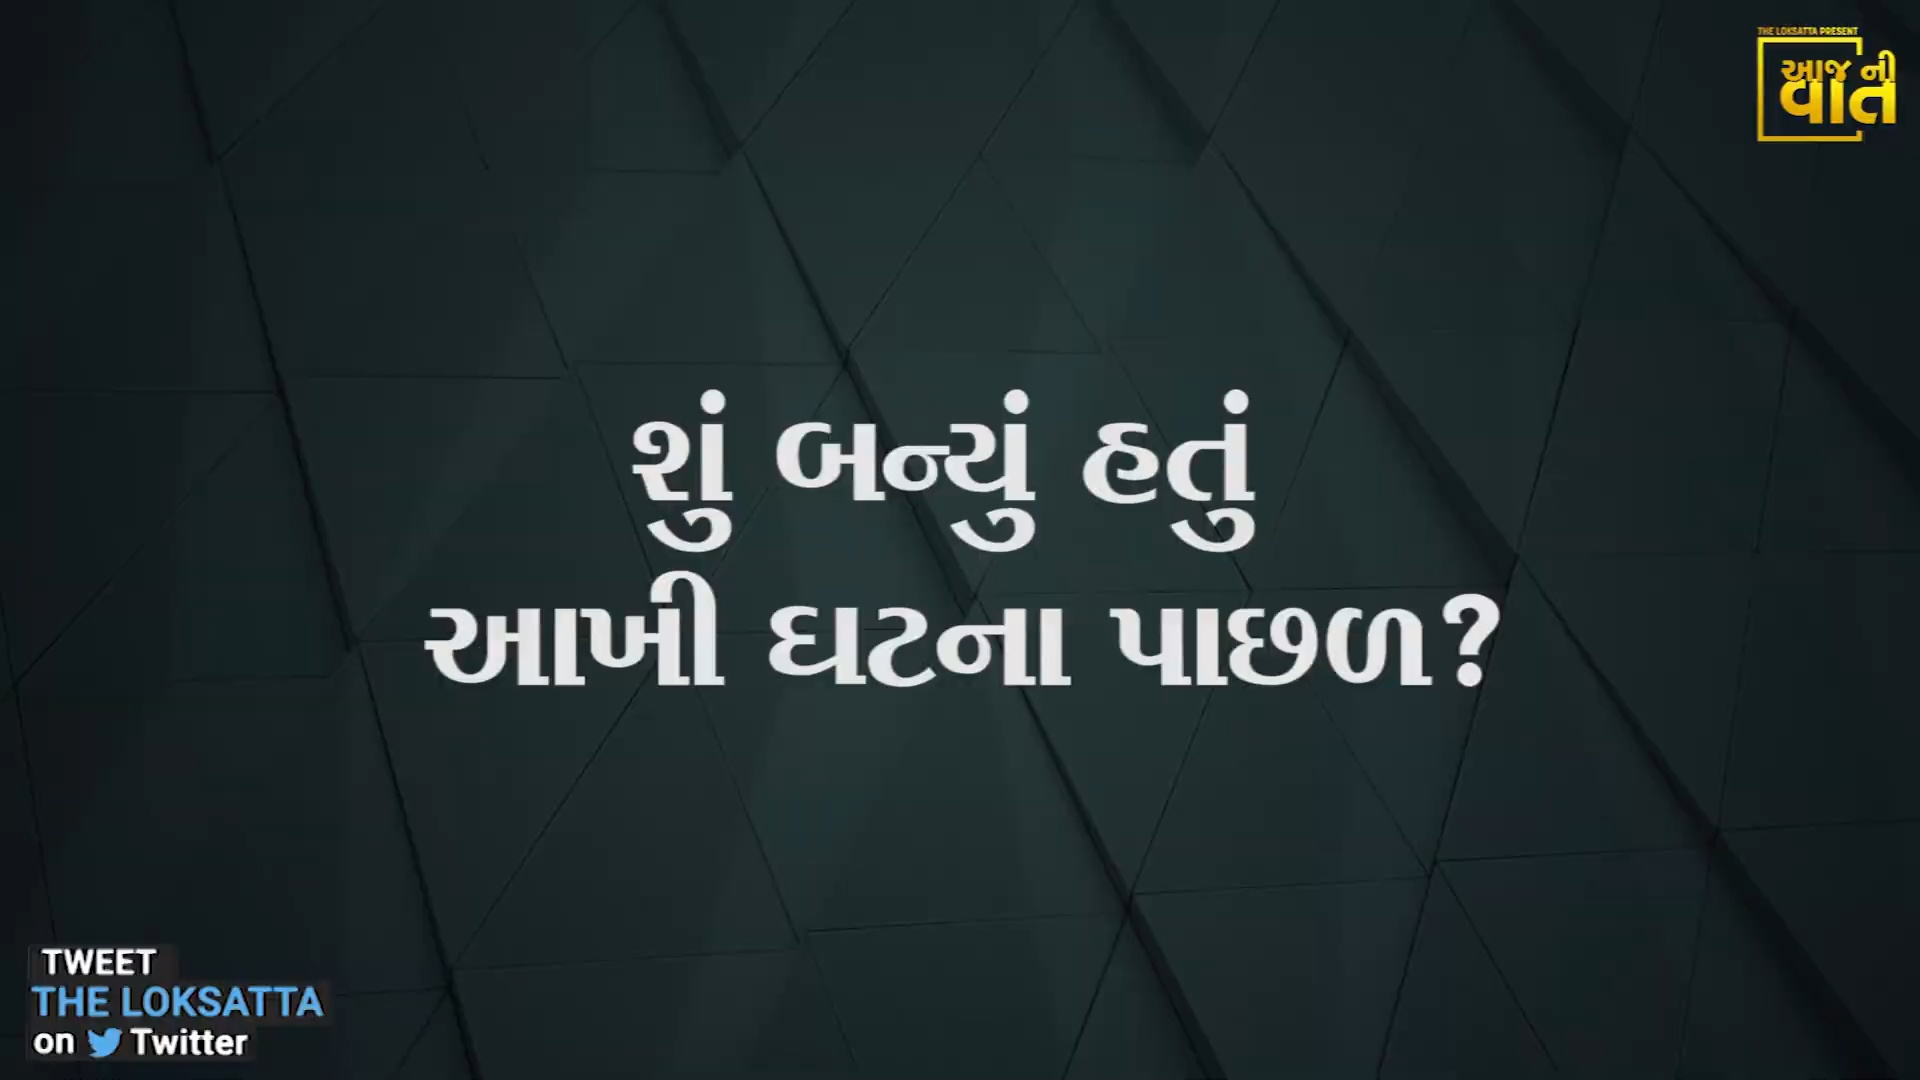 THE LOKSATTA PRESENT
આજ ની
વાત
શું બન્યું હતું
આખી ઘટના પાછળ?
TWEET
THE LOKSATTA
on Twitter